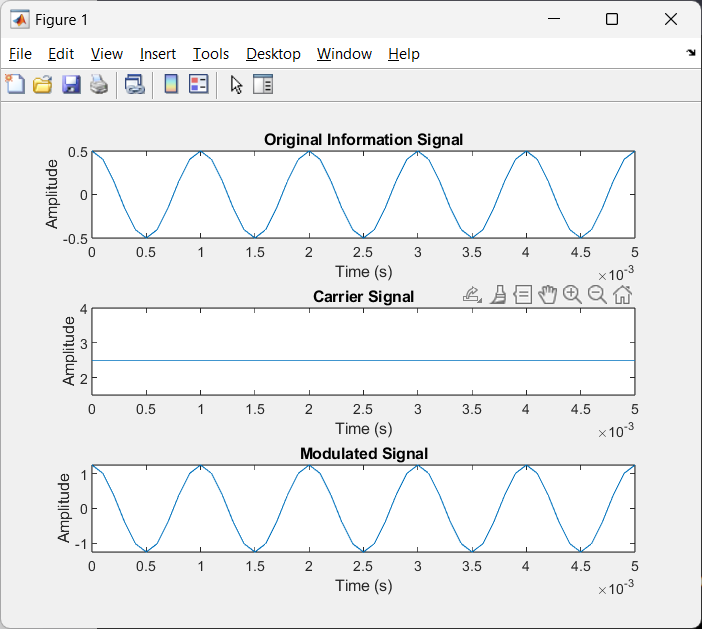 Figure 1
File Edit View Insert Tools Desktop Window Help
Original Information Signal
Amplitude
0.5
0
-0.5
0 0.5 1 1.5 2 2.5 3 3.5 4 4.5 5
Time (s)
×10-3
Carrier Signal
Amplitude
4
3
2
0 0.5 1 1.5 2 2.5 3 3.5 4 4.5 5
Time (s)
×10-3
Modulated Signal
Amplitude
1
0
-1
0 0.5 1 1.5 2 2.5 3 3.5 4 4.5 5
Time (s)
×10-3